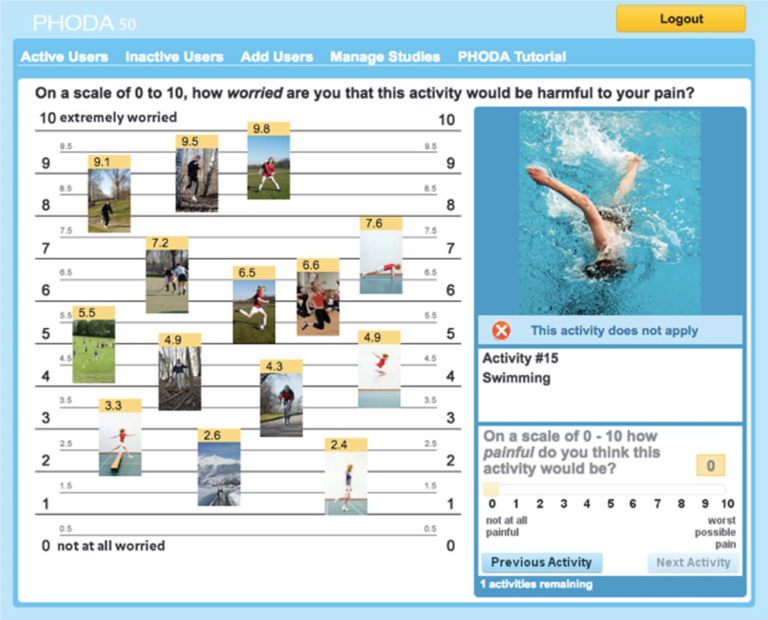 PHODA 50
Logout
Active Users Inactive Users Add Users Manage Studies PHODA Tutorial
On a scale of 0 to 10, how worried are you that this activity would be harmful to your pain?
10 extremely worried 10
9.8
9.5 9.5 9.5
9 9.1 9
8.5 8.5
8 8
7.6
7.5 7.5
7 7.2 7
6.6
6.5 6.5 6.5
6 6
5.5 5.5 5.5
5 4.9 4.9 5
4.5 4.3 4.5
4 4
3.5 3.3 3.5
3 3
2.6
2.5 2.4 2.5
2 2
1.5 1.5
1 1
0.5 0.5
0 not at all worried 0
This activity does not apply
Activity #15
Swimming
On a scale of 0 - 10 how
painful do you think this
activity would be? 0
0 1 2 3 4 5 6 7 8 9 10
not at all worst
painful possible
pain
Previous Activity Next Activity
1 activities remaining